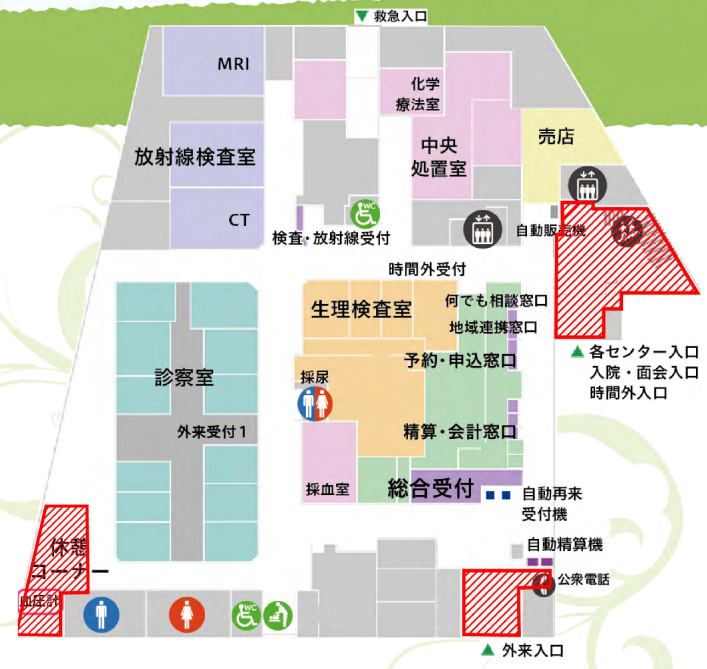 ▼ 救急入口
MRI
化学
療法室
放射線検査室
中央
処置室
売店
CT
WC
検査・放射線受付
自動販売機
時間外受付
生理検査室
何でも相談窓口
地域連携窓口
予約・申込窓口
▲ 各センター入口
入院・面会入口
時間外入口
診察室
採尿
外来受付1
精算・会計窓口
採血室
総合受付
自動再来
受付機
休憩
コーナー
自動精算機
血圧計
WC
公衆電話
▲ 外来入口